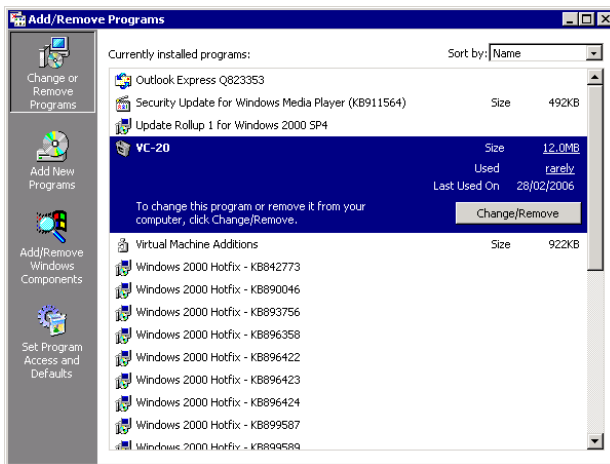 Add/Remove Programs
Change or
Remove
Programs
Add New
Programs
Add/Remove
Windows
Components
Set Program
Access and
Defaults
Currently installed programs:
Sort by: Name
Outlook Express Q823353
Security Update for Windows Media Player (KB911564) Size 492KB
Update Rollup 1 for Windows 2000 SP4
VC-20 Size 12.0MB
Used rarely
Last Used On 28/02/2006
To change this program or remove it from your
computer, click Change/Remove.
Change/Remove
Virtual Machine Additions Size 922KB
Windows 2000 Hotfix - KB842773
Windows 2000 Hotfix - KB890046
Windows 2000 Hotfix - KB893756
Windows 2000 Hotfix - KB896358
Windows 2000 Hotfix - KB896422
Windows 2000 Hotfix - KB896423
Windows 2000 Hotfix - KB896424
Windows 2000 Hotfix - KB899587
Windows 2000 Hotfix - KB899589